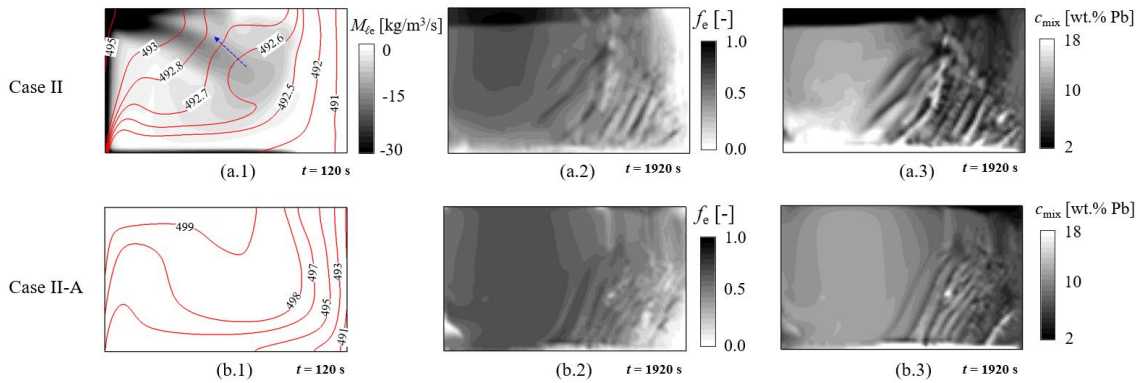 M_ℓe [kg/m³/s]
f_e [-]
c_mix [wt.% Pb]
Case II
495
493
492.8
492.7
492.6
492.5
492
491
0
-15
-30
1.0
0.5
0.0
18
10
2
(a.1)
t = 120 s
(a.2)
t = 1920 s
(a.3)
t = 1920 s
f_e [-]
c_mix [wt.% Pb]
Case II-A
499
498
497
495
493
491
1.0
0.5
0.0
18
10
2
(b.1)
t = 120 s
(b.2)
t = 1920 s
(b.3)
t = 1920 s